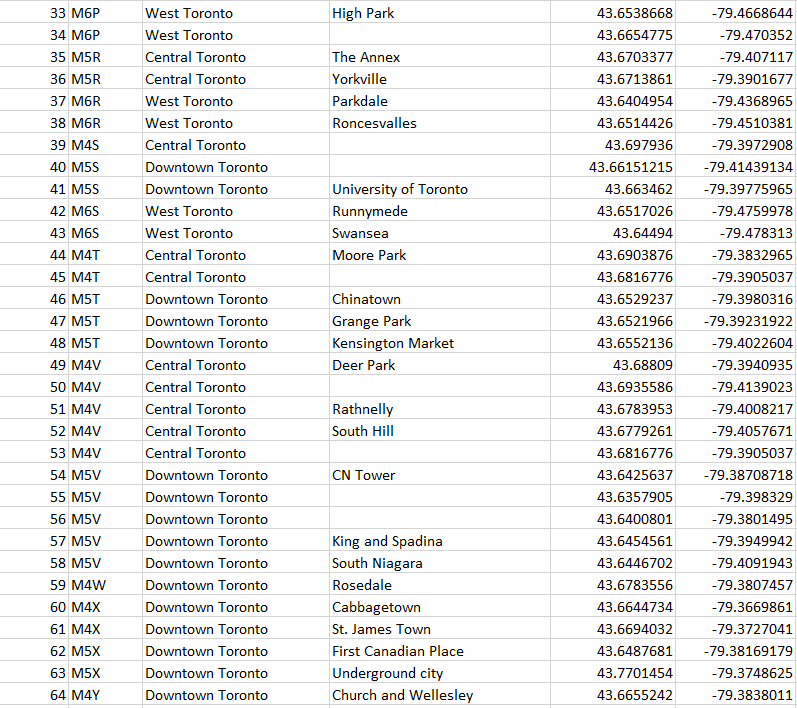 33 M6P West Toronto High Park 43.6538668 -79.4668644
34 M6P West Toronto 43.6654775 -79.470352
35 M5R Central Toronto The Annex 43.6703377 -79.407117
36 M5R Central Toronto Yorkville 43.6713861 -79.3901677
37 M6R West Toronto Parkdale 43.6404954 -79.4368965
38 M6R West Toronto Roncesvalles 43.6514426 -79.4510381
39 M4S Central Toronto 43.697936 -79.3972908
40 M5S Downtown Toronto 43.66151215 -79.41439134
41 M5S Downtown Toronto University of Toronto 43.663462 -79.39775965
42 M6S West Toronto Runnymede 43.6517026 -79.4759978
43 M6S West Toronto Swansea 43.64494 -79.478313
44 M4T Central Toronto Moore Park 43.6903876 -79.3832965
45 M4T Central Toronto 43.6816776 -79.3905037
46 M5T Downtown Toronto Chinatown 43.6529237 -79.3980316
47 M5T Downtown Toronto Grange Park 43.6521966 -79.39231922
48 M5T Downtown Toronto Kensington Market 43.6552136 -79.4022604
49 M4V Central Toronto Deer Park 43.68809 -79.3940935
50 M4V Central Toronto 43.6935586 -79.4139023
51 M4V Central Toronto Rathnelly 43.6783953 -79.4008217
52 M4V Central Toronto South Hill 43.6779261 -79.4057671
53 M4V Central Toronto 43.6816776 -79.3905037
54 M5V Downtown Toronto CN Tower 43.6425637 -79.38708718
55 M5V Downtown Toronto 43.6357905 -79.398329
56 M5V Downtown Toronto 43.6400801 -79.3801495
57 M5V Downtown Toronto King and Spadina 43.6454561 -79.3949942
58 M5V Downtown Toronto South Niagara 43.6446702 -79.4091943
59 M4W Downtown Toronto Rosedale 43.6783556 -79.3807457
60 M4X Downtown Toronto Cabbagetown 43.6644734 -79.3669861
61 M4X Downtown Toronto St. James Town 43.6694032 -79.3727041
62 M5X Downtown Toronto First Canadian Place 43.6487681 -79.38169179
63 M5X Downtown Toronto Underground city 43.7701454 -79.3748625
64 M4Y Downtown Toronto Church and Wellesley 43.6655242 -79.3838011